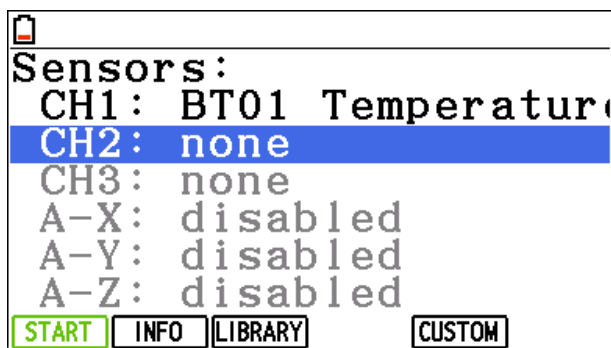 Sensors:
CH1: BT01 Temperatur
CH2: none
CH3: none
A-X: disabled
A-Y: disabled
A-Z: disabled
START INFO LIBRARY CUSTOM